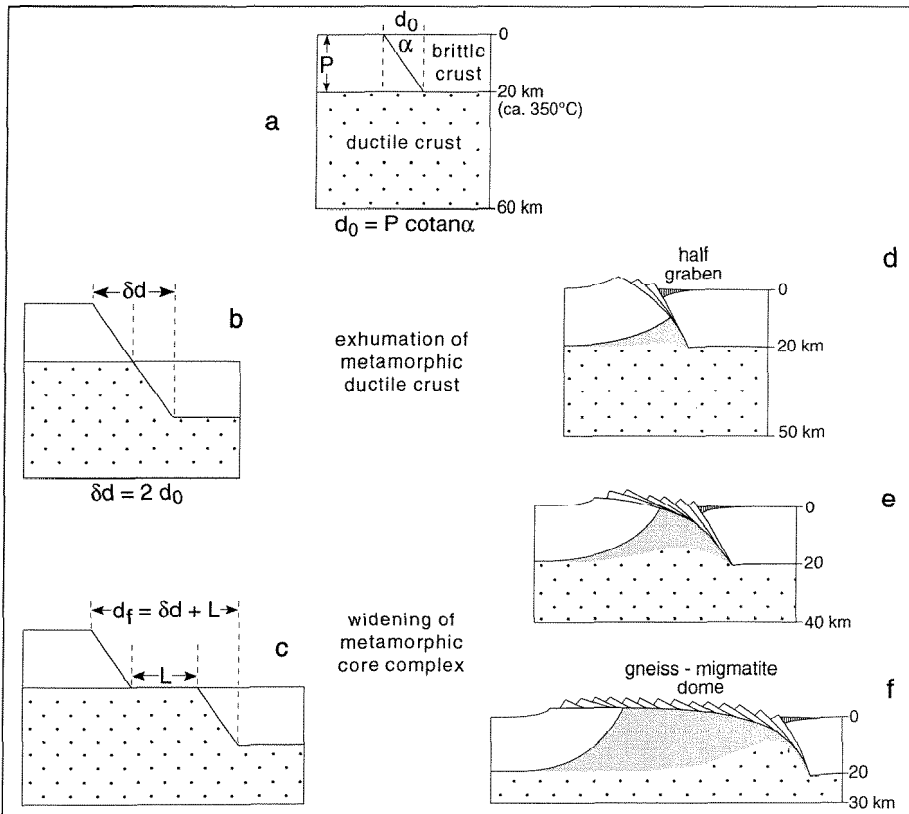 a
d₀
α
P
brittle
crust
0
20 km
(ca. 350°C)
ductile crust
60 km
d₀ = P cotanα
b
δd
δd = 2 d₀
exhumation of
metamorphic
ductile crust
d
half
graben
0
20 km
50 km
e
0
20
40 km
c
d_f = δd + L
L
widening of
metamorphic
core complex
f
gneiss - migmatite
dome
0
20
30 km